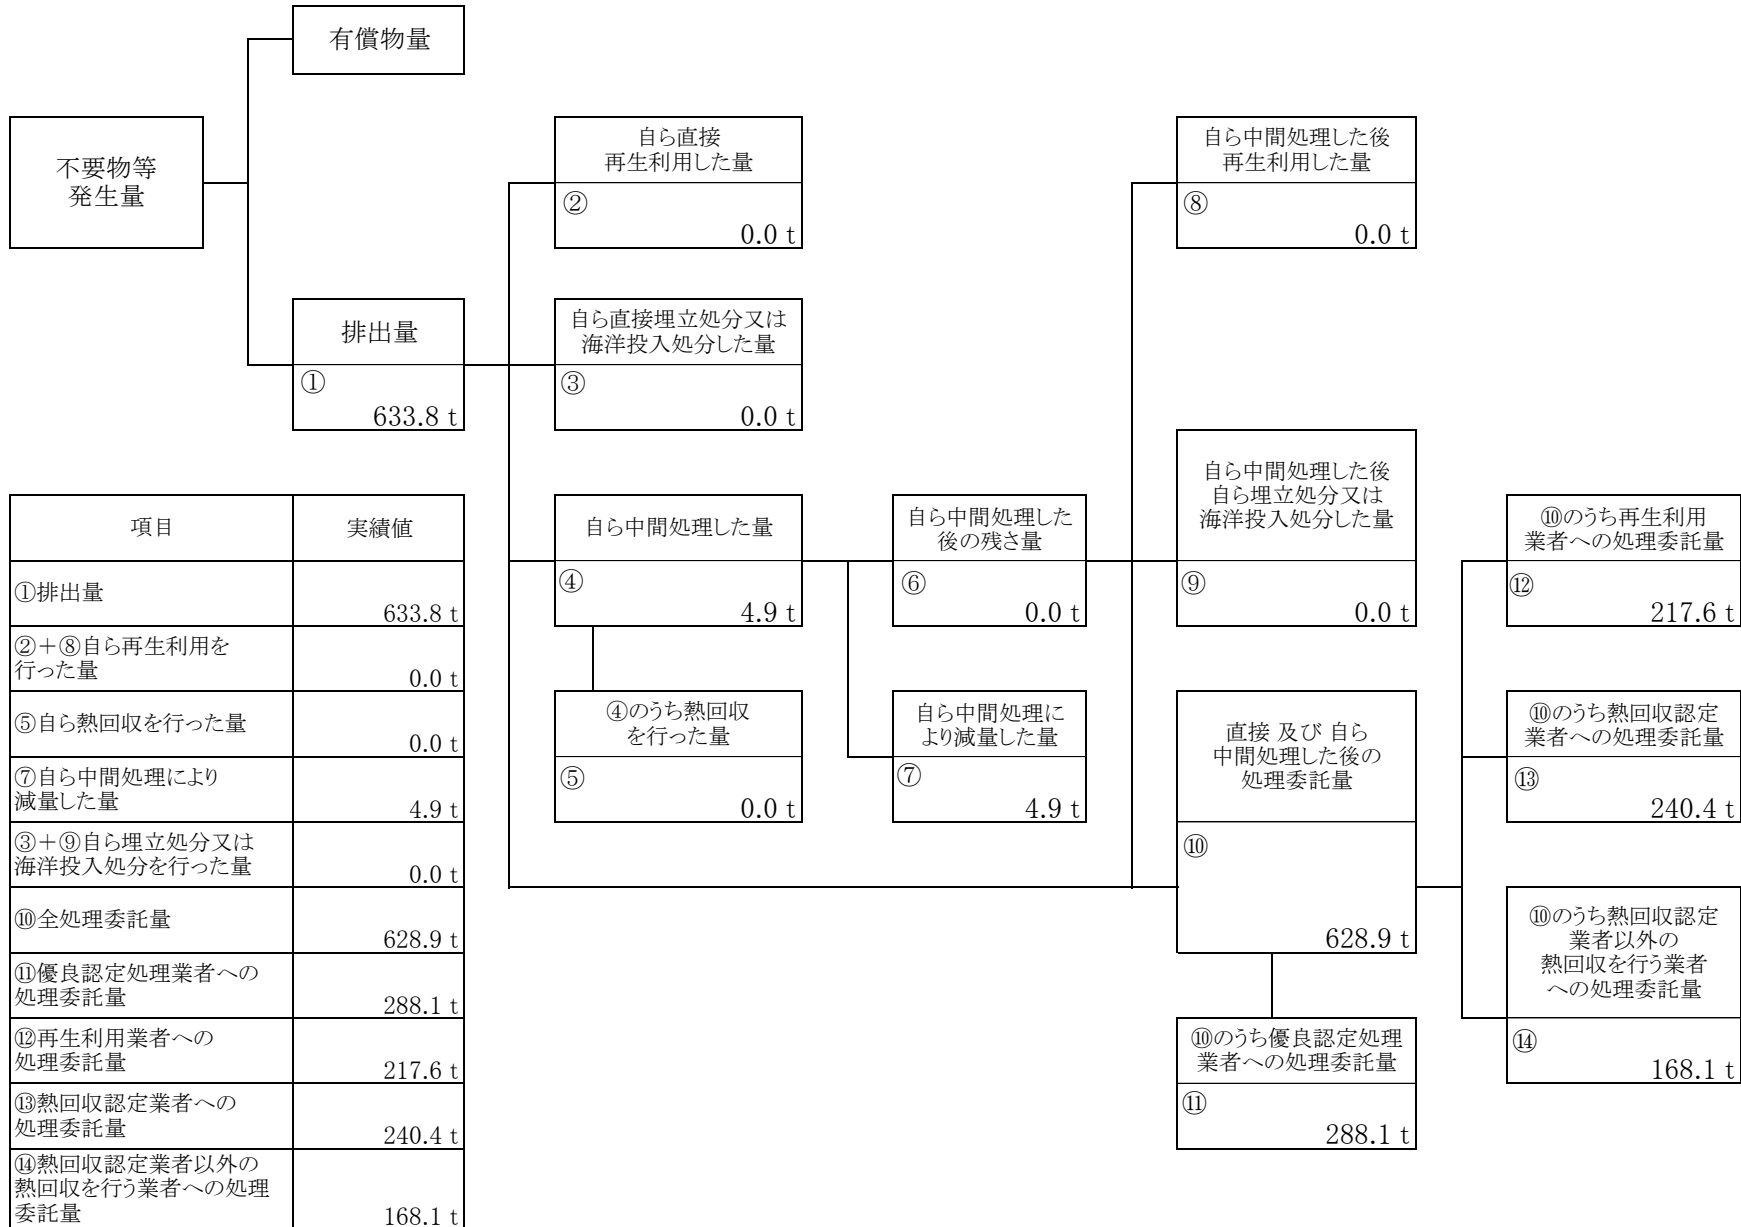 有償物量
不要物等
発生量
自ら直接
再生利用した量
②
0.0 t
自ら中間処理した後
再生利用した量
⑧
0.0 t
排出量
①
633.8 t
自ら直接埋立処分又は
海洋投入処分した量
③
0.0 t
自ら中間処理した量
④
4.9 t
自ら中間処理した
後の残さ量
⑥
0.0 t
自ら中間処理した後
自ら埋立処分又は
海洋投入処分した量
⑨
0.0 t
⑩のうち再生利用
業者への処理委託量
⑫
217.6 t
④のうち熱回収
を行った量
⑤
0.0 t
自ら中間処理に
より減量した量
⑦
4.9 t
直接 及び 自ら
中間処理した後の
処理委託量
⑩
628.9 t
⑩のうち熱回収認定
業者への処理委託量
⑬
240.4 t
⑩のうち熱回収認定
業者以外の
熱回収を行う業者
への処理委託量
⑭
168.1 t
⑩のうち優良認定処理
業者への処理委託量
⑪
288.1 t
項目 実績値
①排出量
633.8 t
②＋⑧自ら再生利用を
行った量
0.0 t
⑤自ら熱回収を行った量
0.0 t
⑦自ら中間処理により
減量した量
4.9 t
③＋⑨自ら埋立処分又は
海洋投入処分を行った量
0.0 t
⑩全処理委託量
628.9 t
⑪優良認定処理業者への
処理委託量
288.1 t
⑫再生利用業者への
処理委託量
217.6 t
⑬熱回収認定業者への
処理委託量
240.4 t
⑭熱回収認定業者以外の
熱回収を行う業者への処理
委託量
168.1 t